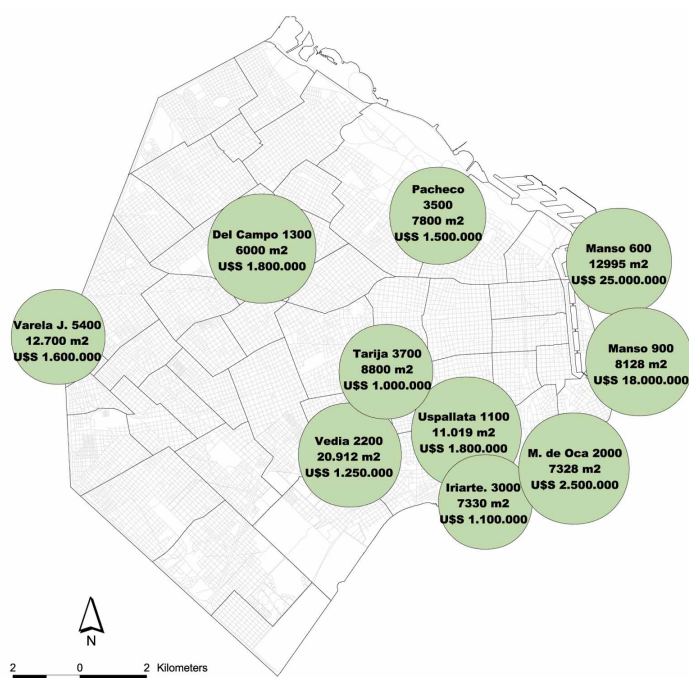 Pacheco
3500
7800 m2
U$S 1.500.000
Del Campo 1300
6000 m2
U$S 1.800.000
Manso 600
12995 m2
U$S 25.000.000
Varela J. 5400
12.700 m2
U$S 1.600.000
Tarija 3700
8800 m2
U$S 1.000.000
Manso 900
8128 m2
U$S 18.000.000
Uspallata 1100
11.019 m2
U$S 1.800.000
Vedia 2200
20.912 m2
U$S 1.250.000
M. de Oca 2000
7328 m2
U$S 2.500.000
Iriarte. 3000
7330 m2
U$S 1.100.000
N
2 0 2 Kilometers